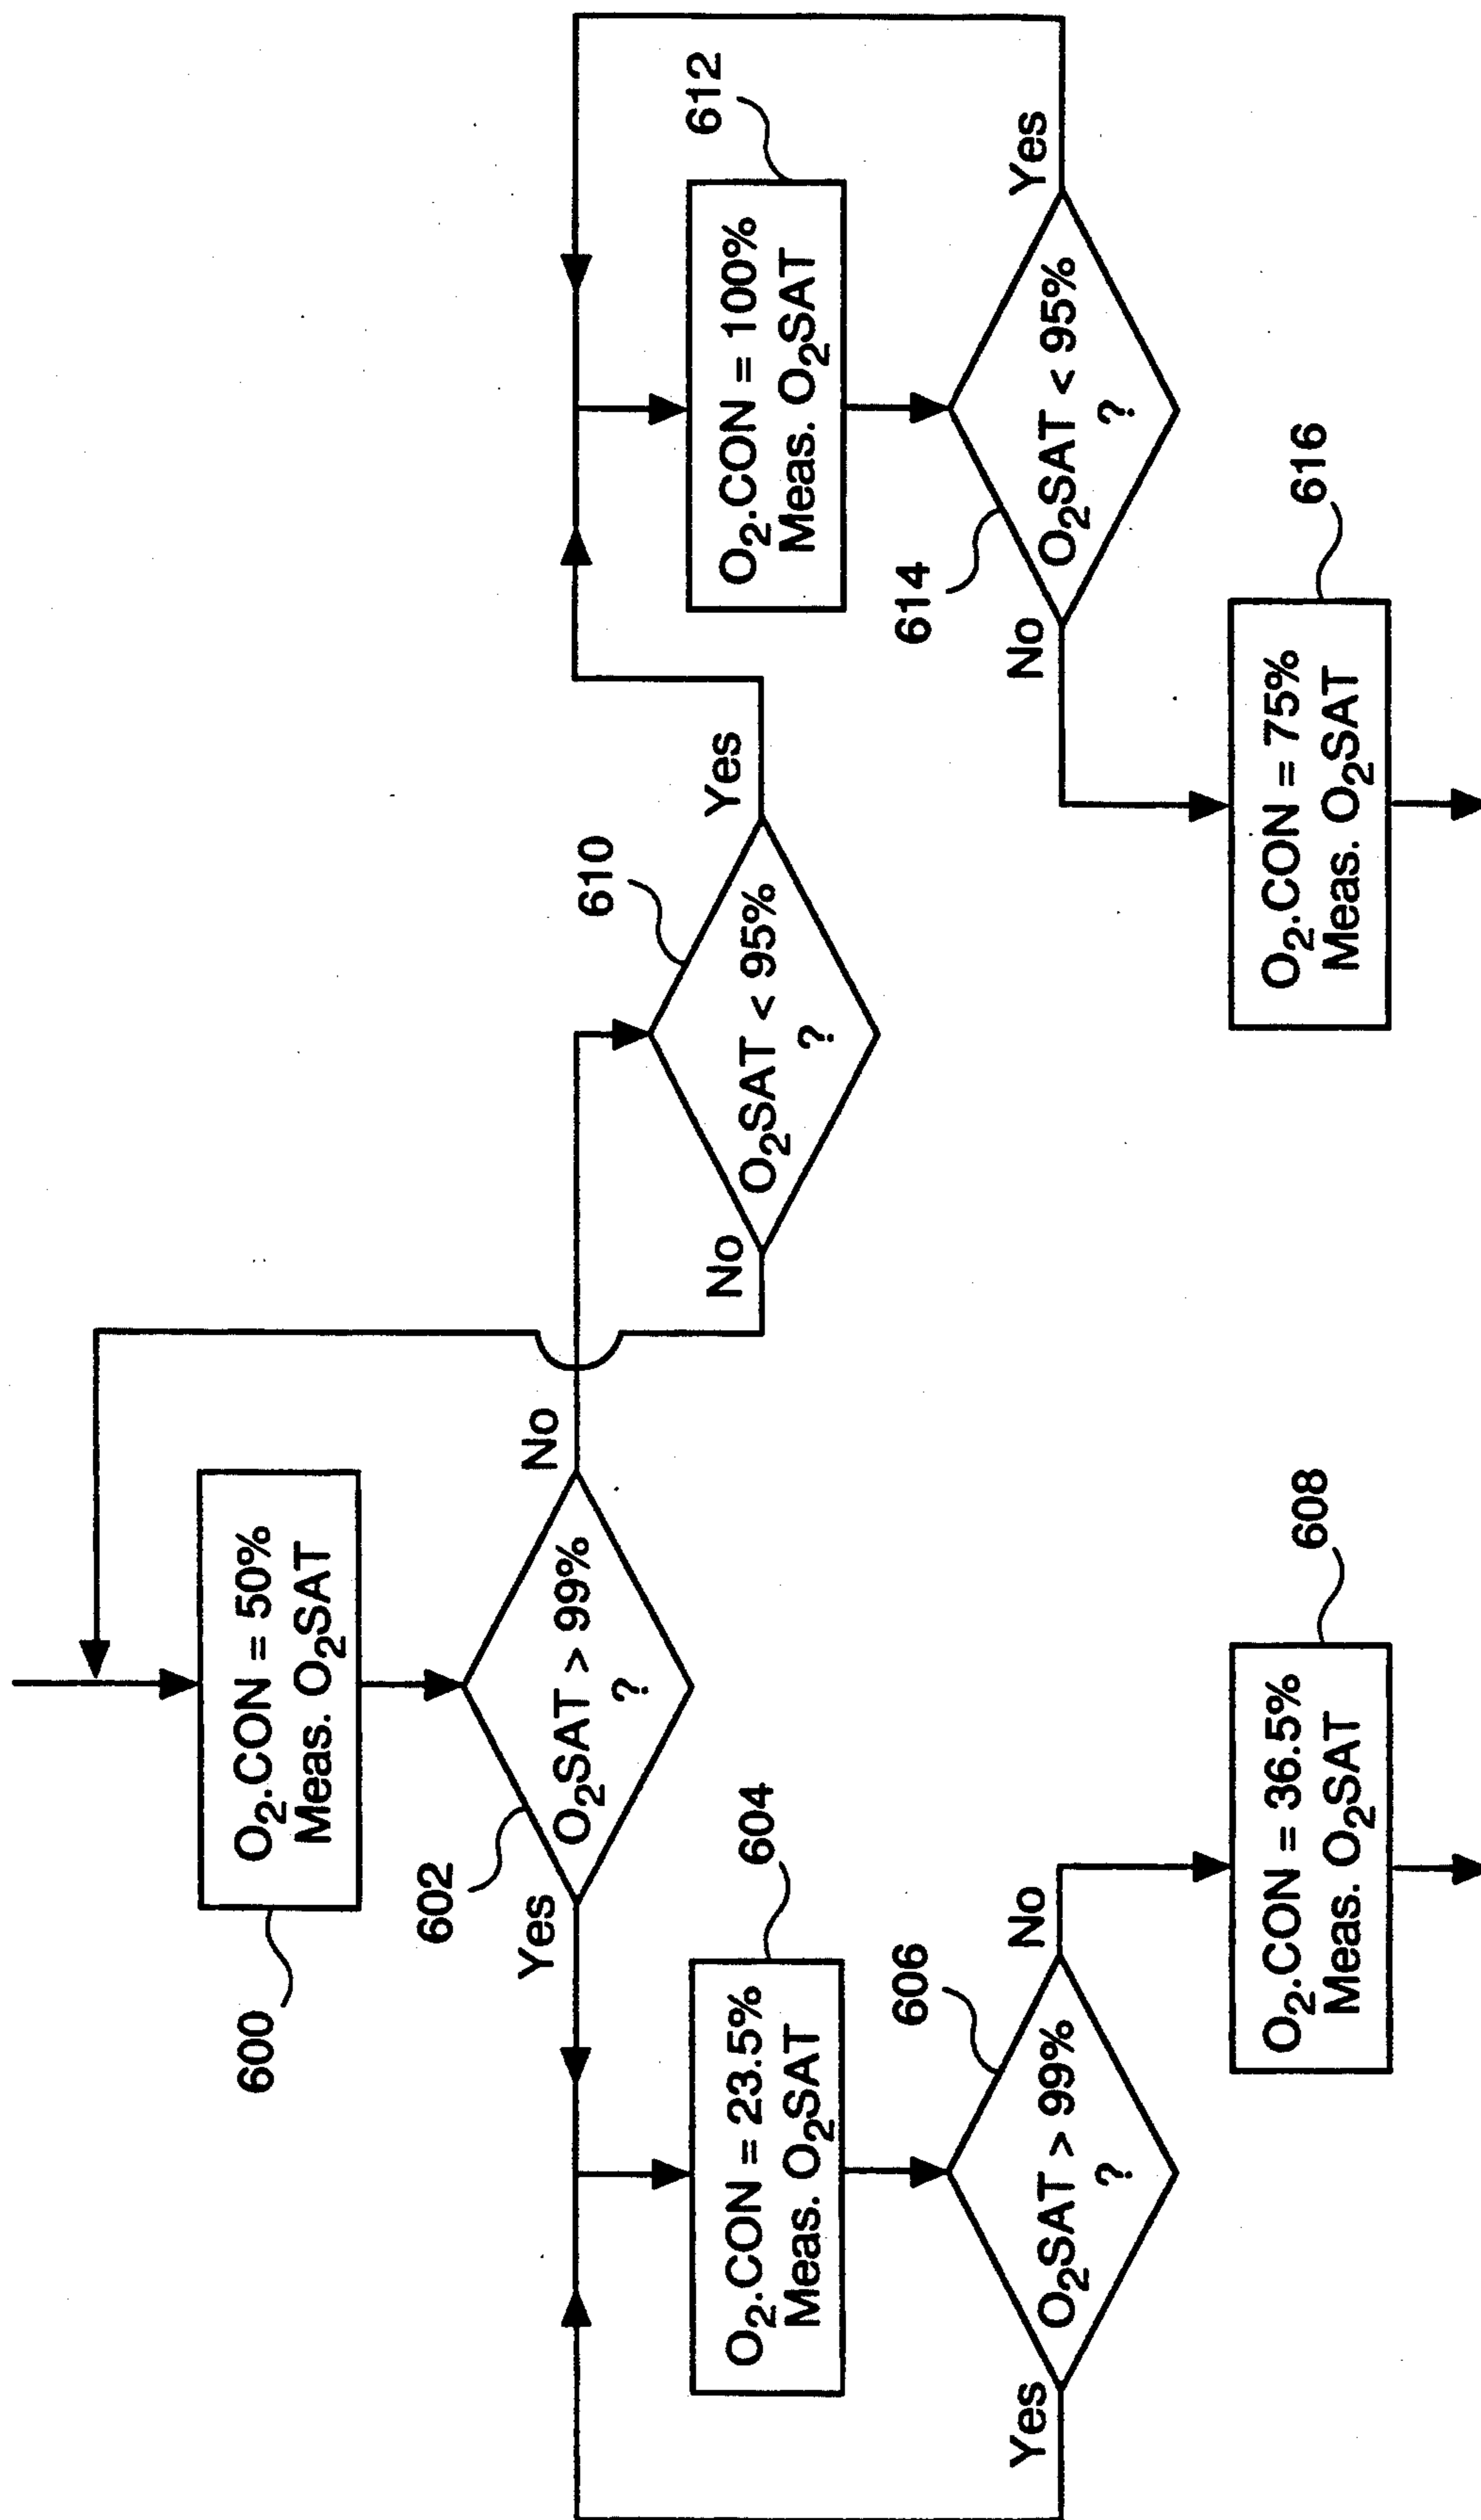 O2.CON = 50%
Meas. O2SAT
600
O2SAT > 99%
?
602
Yes
No
O2.CON = 23.5%
Meas. O2SAT
604
O2SAT > 99%
?
606
Yes
No
O2.CON = 36.5%
Meas. O2SAT
608
O2SAT < 95%
?
610
No
Yes
O2.CON = 100%
Meas. O2SAT
612
O2SAT < 95%
?
614
No
Yes
O2.CON = 75%
Meas. O2SAT
616